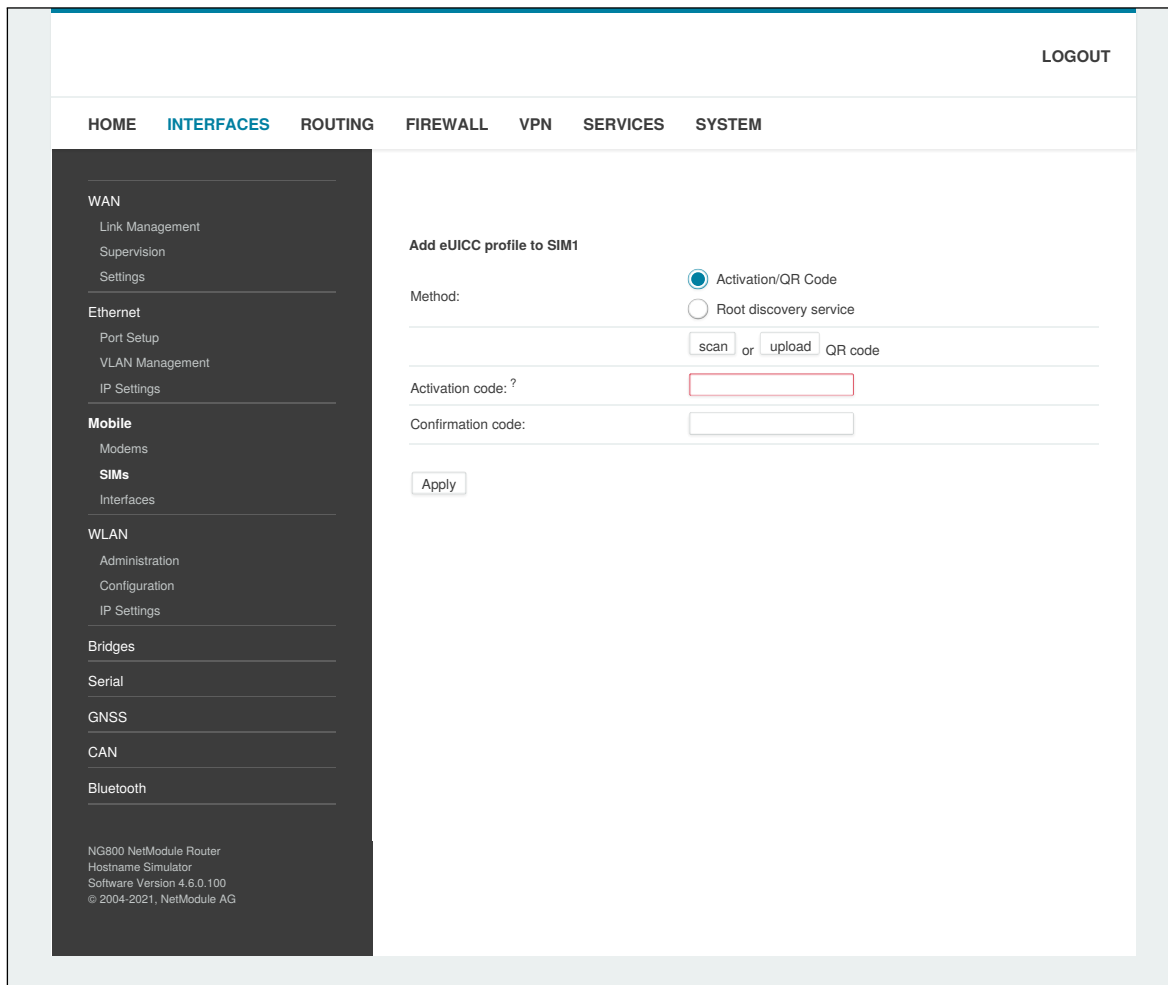 LOGOUT
HOME INTERFACES ROUTING FIREWALL VPN SERVICES SYSTEM
WAN
Link Management
Supervision
Settings
Ethernet
Port Setup
VLAN Management
IP Settings
Mobile
Modems
SIMs
Interfaces
WLAN
Administration
Configuration
IP Settings
Bridges
Serial
GNSS
CAN
Bluetooth
NG800 NetModule Router
Hostname Simulator
Software Version 4.6.0.100
© 2004-2021, NetModule AG
Add eUICC profile to SIM1
Method:
Activation/QR Code
Root discovery service
scan or upload QR code
Activation code: ?
Confirmation code:
Apply